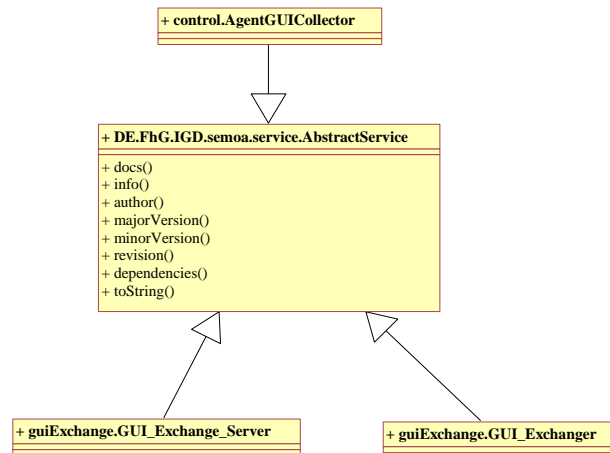 + control.AgentGUICollector
+ DE.FhG.IGD.semoa.service.AbstractService
+ docs()
+ info()
+ author()
+ majorVersion()
+ minorVersion()
+ revision()
+ dependencies()
+ toString()
+ guiExchange.GUI_Exchange_Server
+ guiExchange.GUI_Exchanger